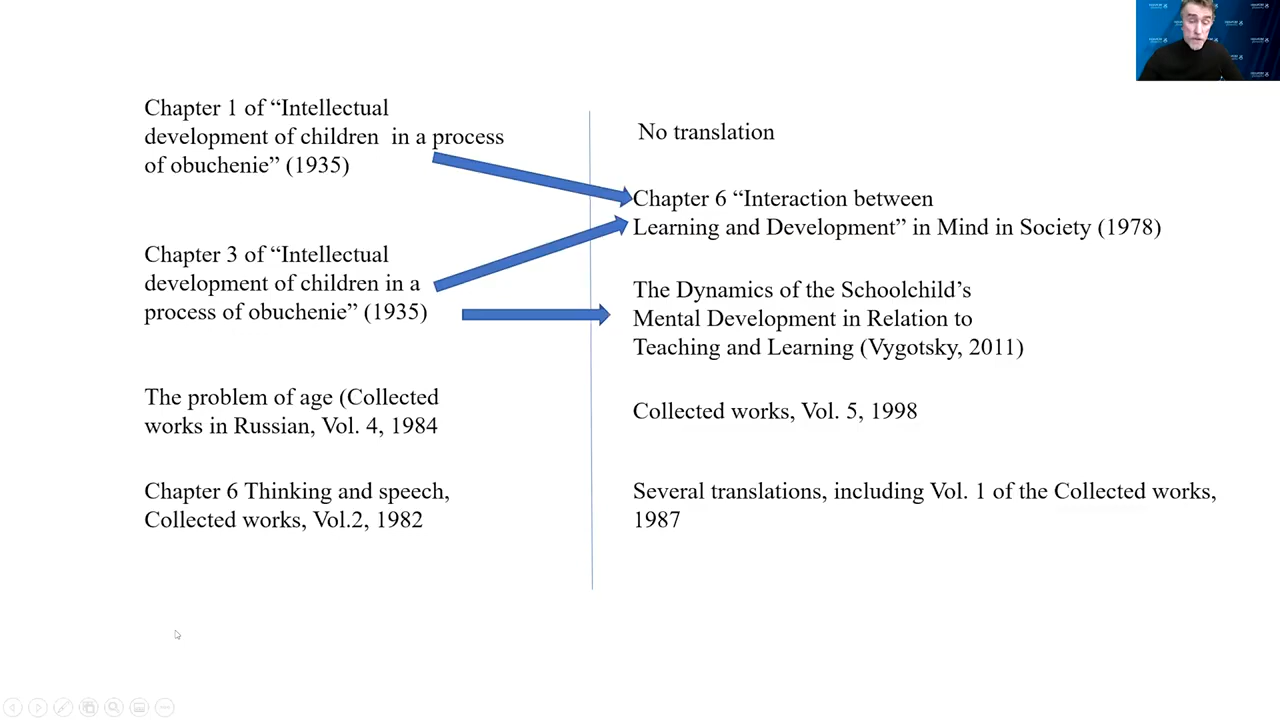 Chapter 1 of “Intellectual
development of children in a process
of obuchenie” (1935)
No translation
Chapter 6 “Interaction between
Learning and Development” in Mind in Society (1978)
Chapter 3 of “Intellectual
development of children in a
process of obuchenie” (1935)
The Dynamics of the Schoolchild’s
Mental Development in Relation to
Teaching and Learning (Vygotsky, 2011)
The problem of age (Collected
works in Russian, Vol. 4, 1984
Collected works, Vol. 5, 1998
Chapter 6 Thinking and speech,
Collected works, Vol.2, 1982
Several translations, including Vol. 1 of the Collected works,
1987